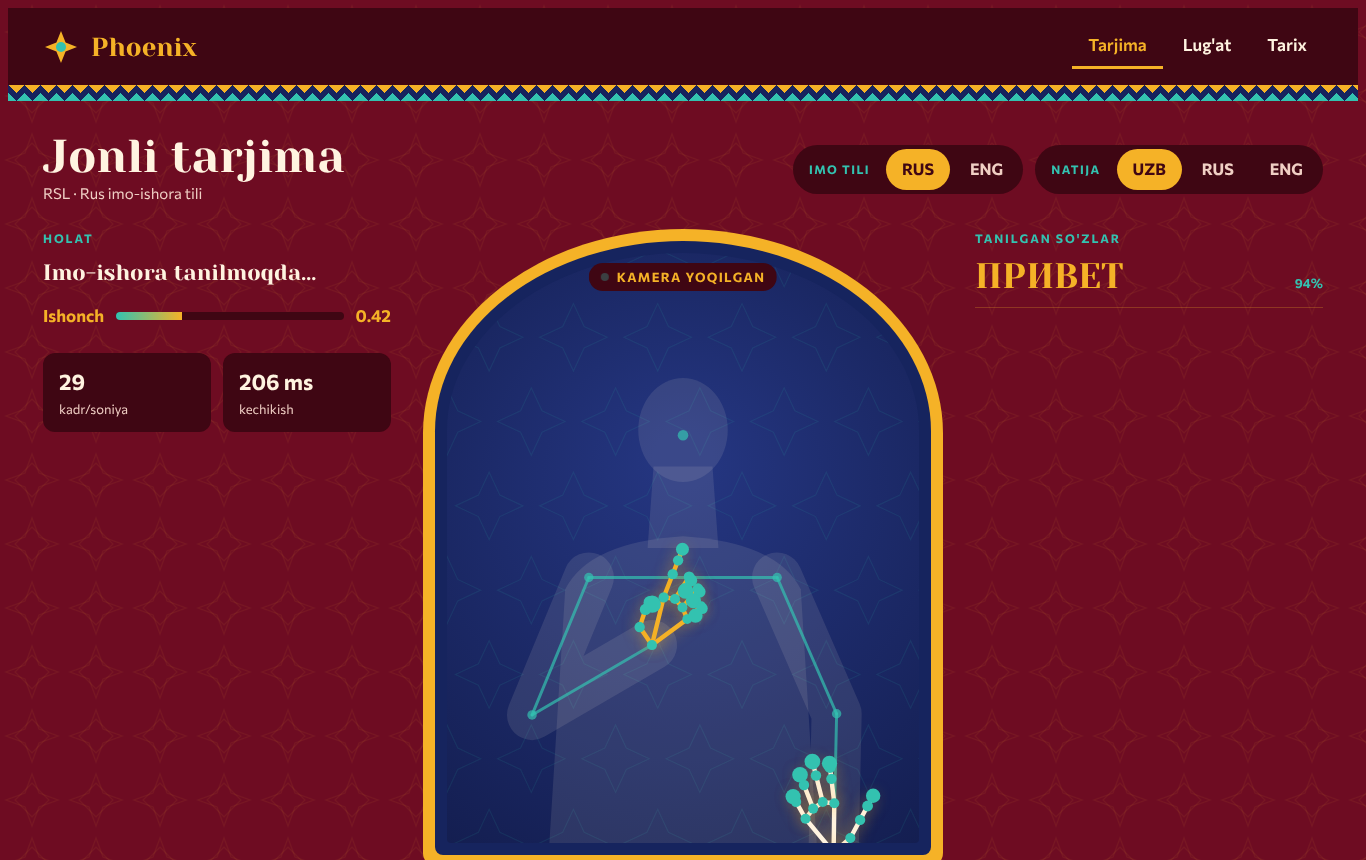 Phoenix
Tarjima
Lug'at
Tarix
Jonli tarjima
RSL · Rus imo-ishora tili
IMO TILI RUS ENG
NATIJA UZB RUS ENG
HOLAT
Imo-ishora tanilmoqda...
Ishonch 0.42
29
kadr/soniya
206 ms
kechikish
KAMERA YOQILGAN
TANILGAN SO'ZLAR
ПРИВЕТ 94%